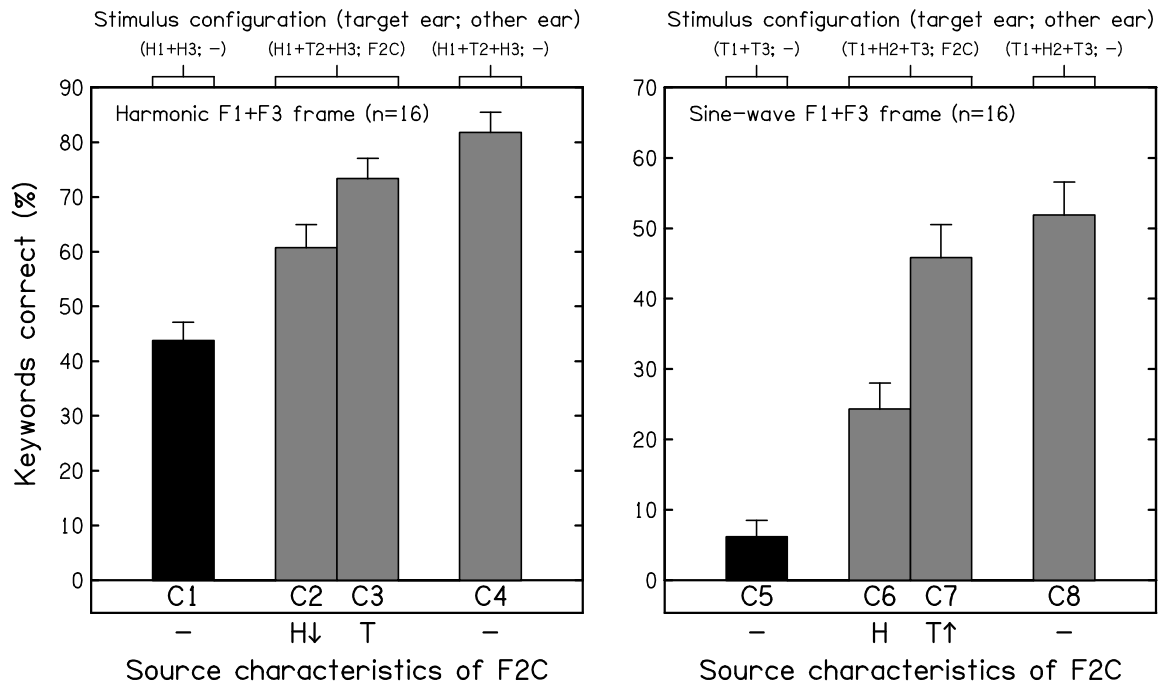 Stimulus configuration (target ear; other ear)
(H1+H3; –) (H1+T2+H3; F2C) (H1+T2+H3; –)
Harmonic F1+F3 frame (n=16)
Keywords correct (%)
90
80
70
60
50
40
30
20
10
0
C1 C2 C3 C4
– H↓ T –
Source characteristics of F2C
Stimulus configuration (target ear; other ear)
(T1+T3; –) (T1+H2+T3; F2C) (T1+H2+T3; –)
Sine–wave F1+F3 frame (n=16)
70
60
50
40
30
20
10
0
C5 C6 C7 C8
– H T↑ –
Source characteristics of F2C